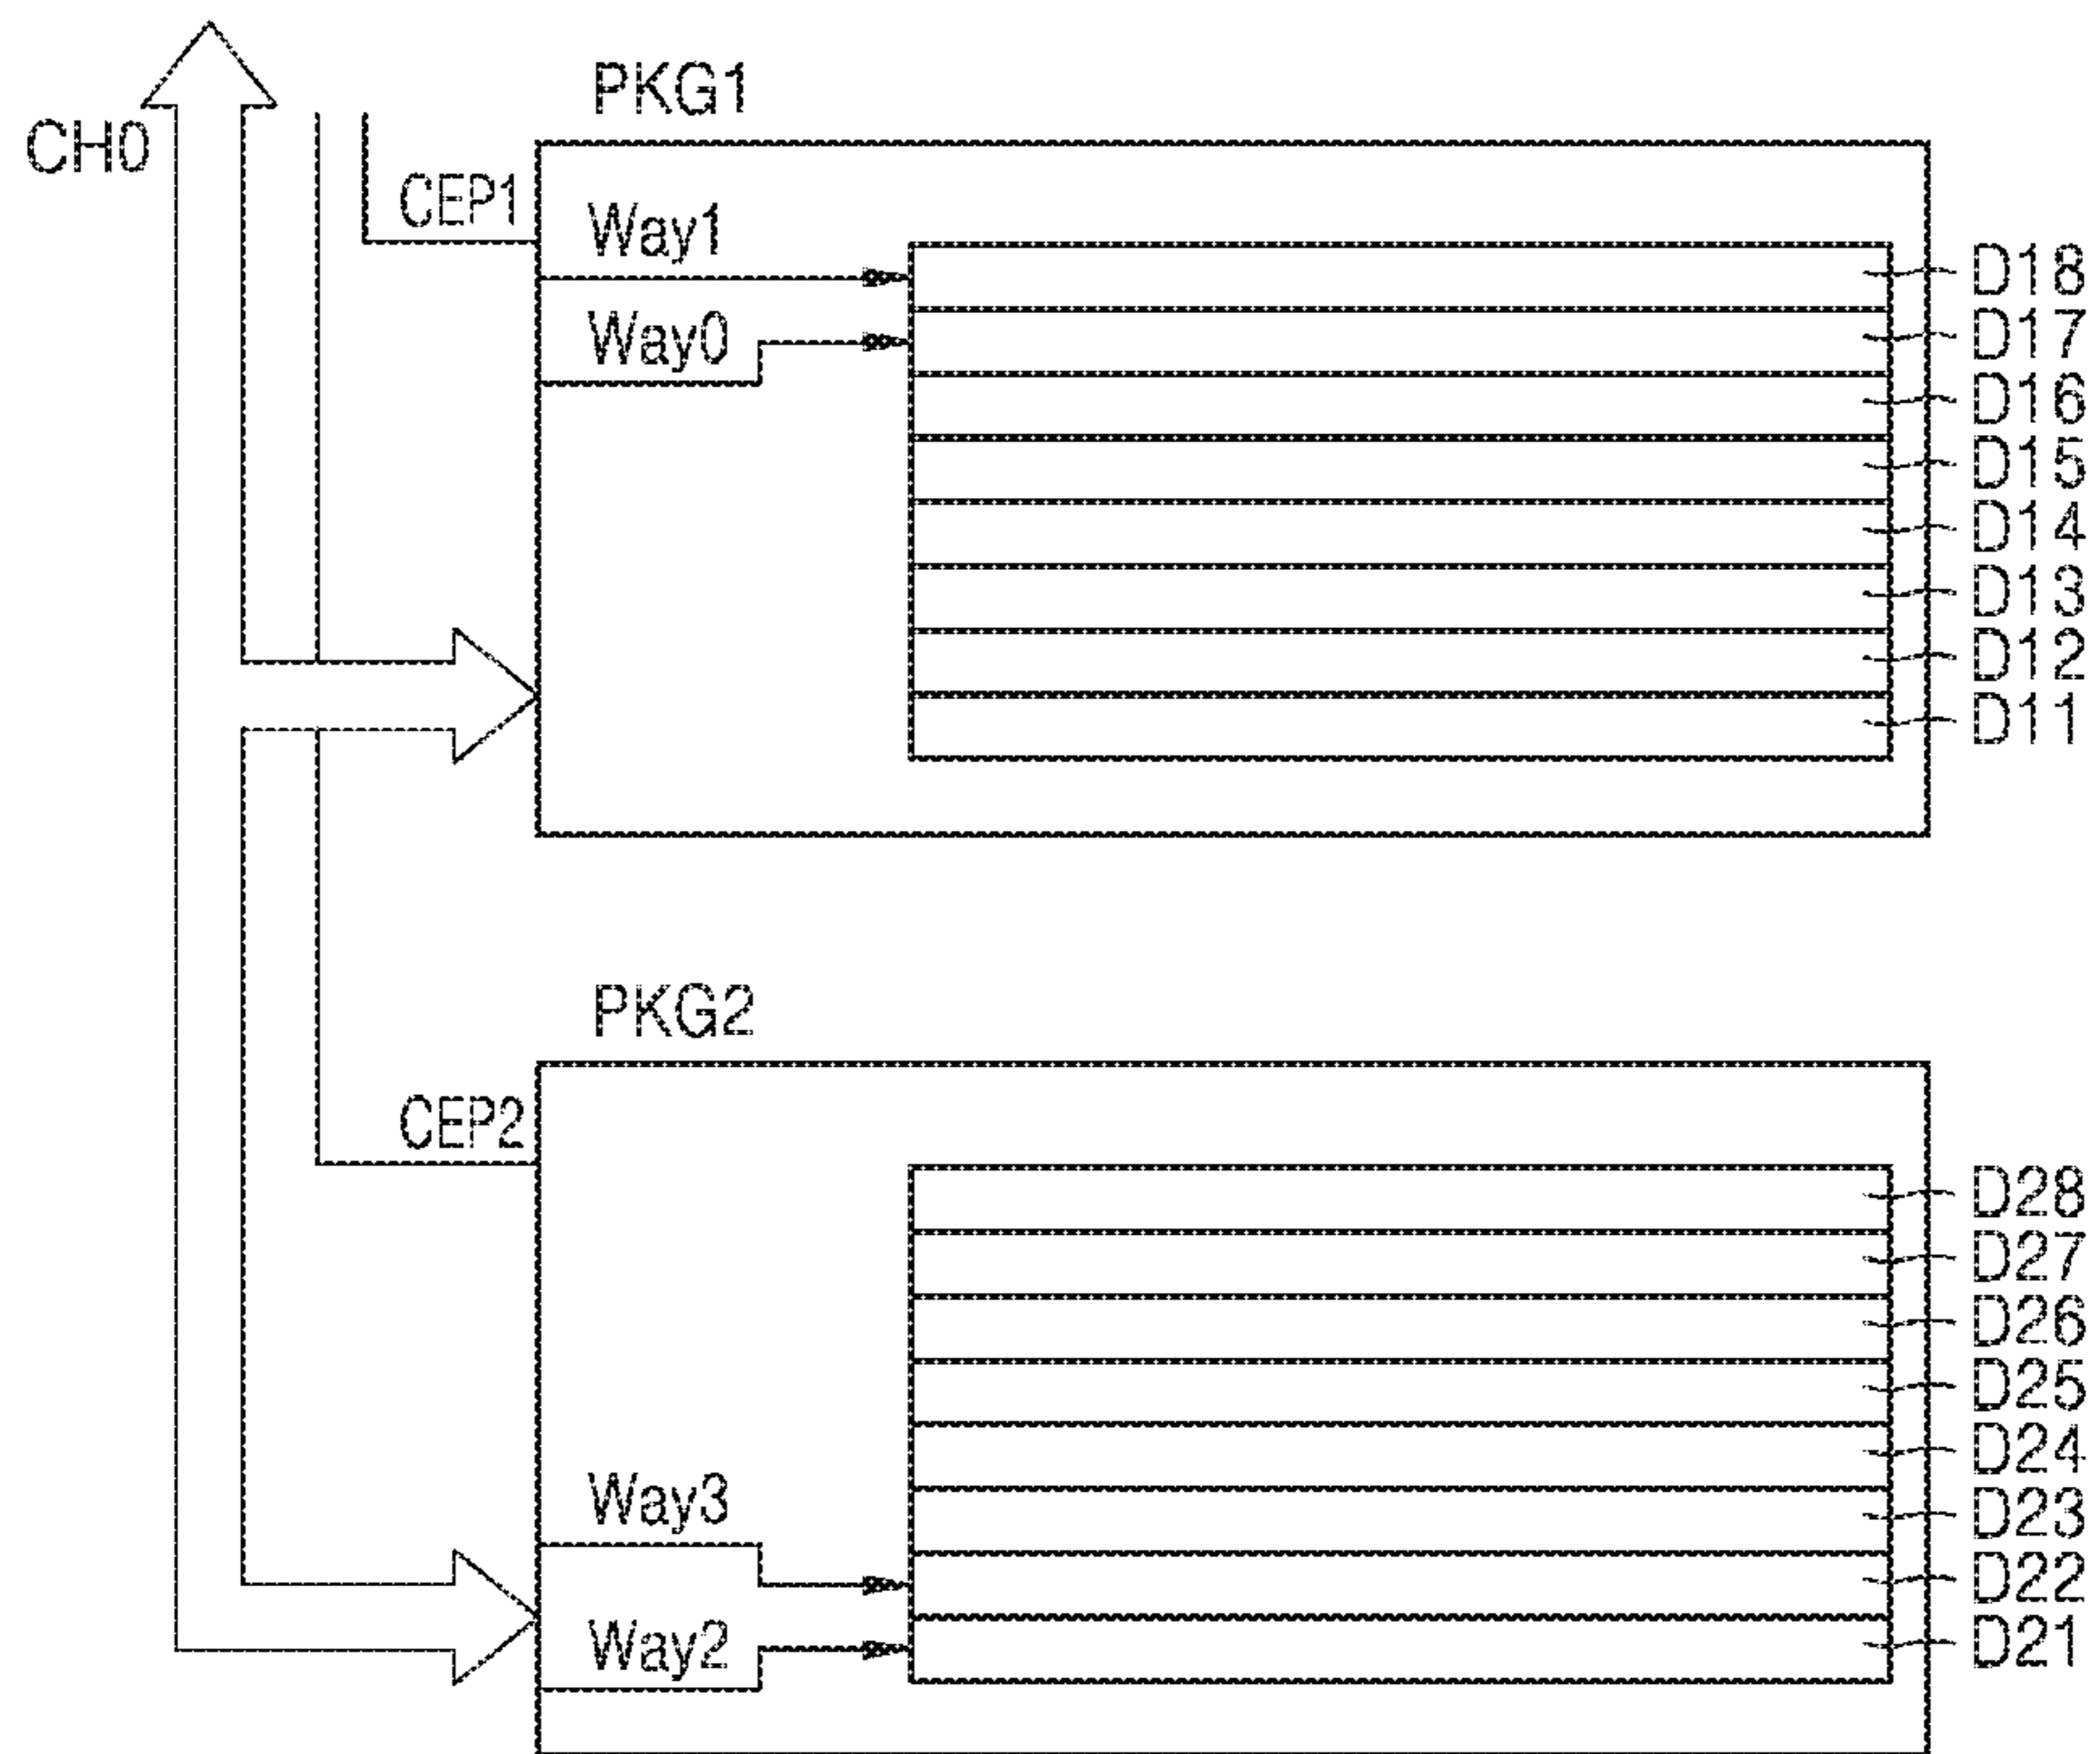 PKG1
CH0
CEP1
Way1
D18
Way0
D17
D16
D15
D14
D13
D12
D11
PKG2
CEP2
D28
D27
D26
D25
D24
Way3
D23
D22
Way2
D21